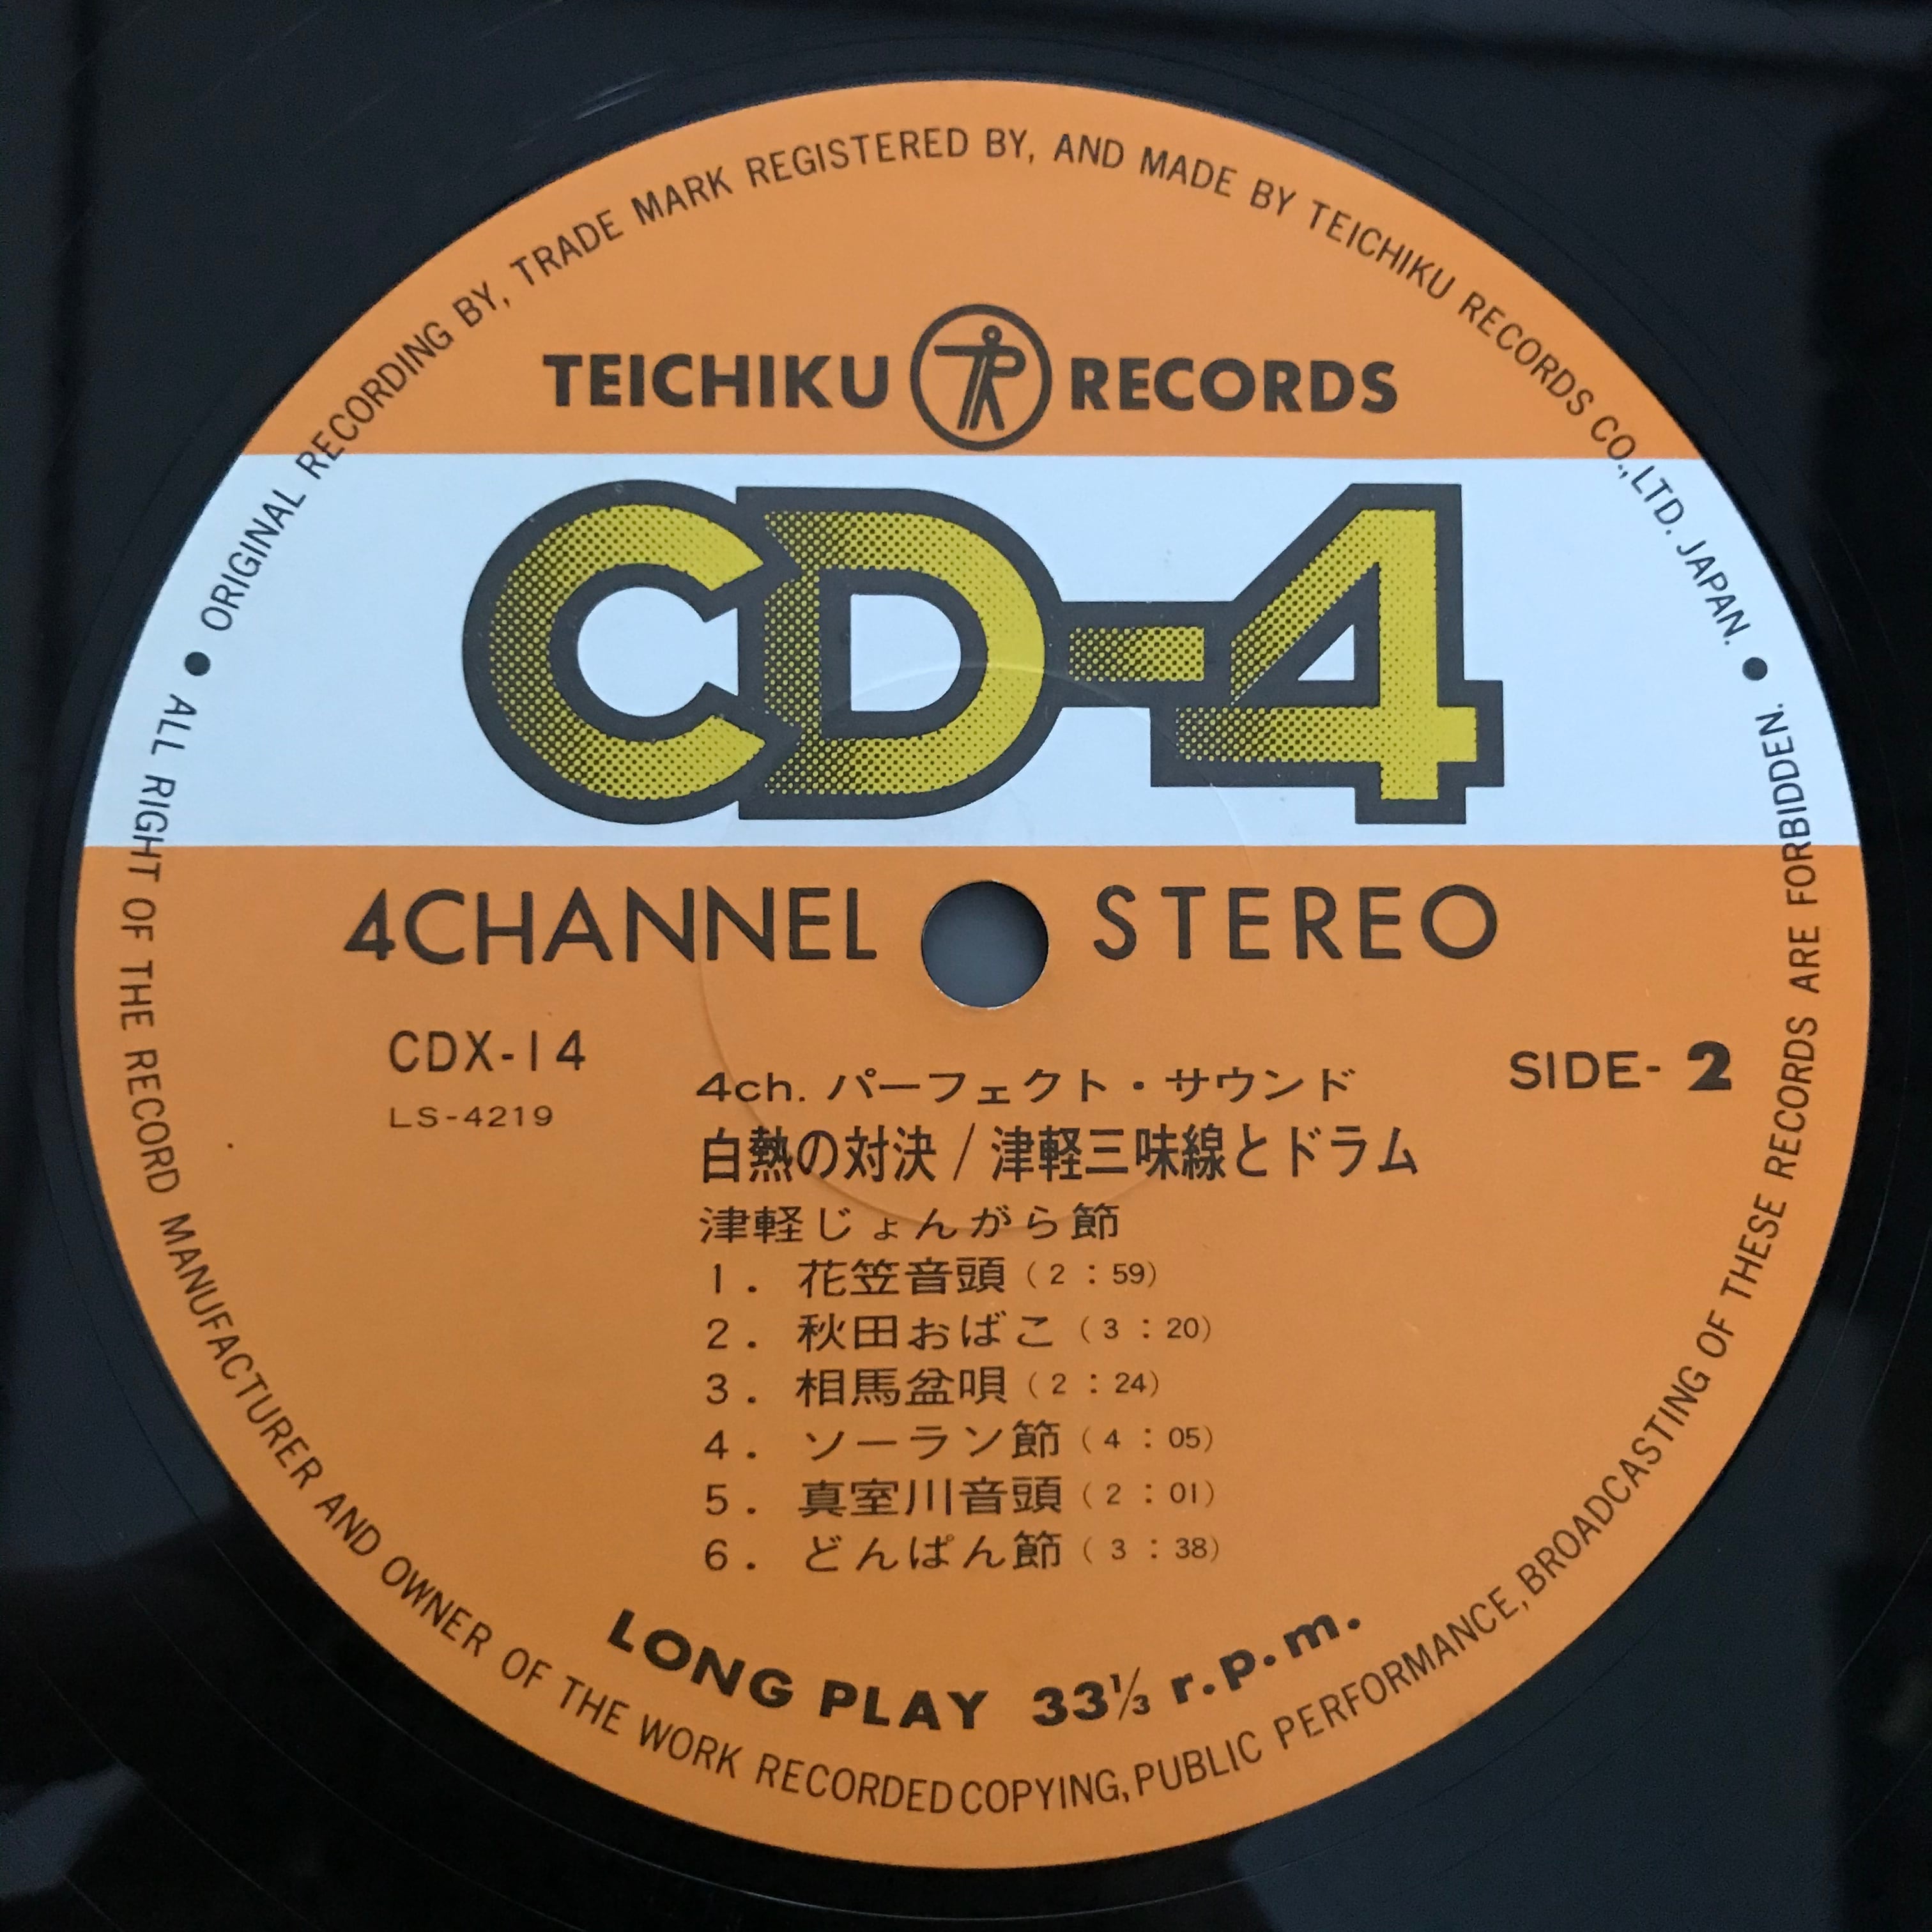 ● ORIGINAL RECORDING BY, TRADE MARK REGISTERED BY, AND MADE BY TEICHIKU RECORDS CO., LTD. JAPAN. ●
TEICHIKU TR RECORDS
CD-4
4CHANNEL STEREO
CDX-14
LS-4219
SIDE-2
4ch. パーフェクト・サウンド
白熱の対決/津軽三味線とドラム
津軽じょんがら節
1. 花笠音頭(2:59)
2. 秋田おばこ(3:20)
3. 相馬盆唄(2:24)
4. ソーラン節(4:05)
5. 真室川音頭(2:01)
6. どんぱん節(3:38)
LONG PLAY 33⅓ r.p.m.
ALL RIGHT OF THE RECORD MANUFACTURER AND OWNER OF THE WORK RECORDED COPYING, PUBLIC PERFORMANCE, BROADCASTING OF THESE RECORDS ARE FORBIDDEN.